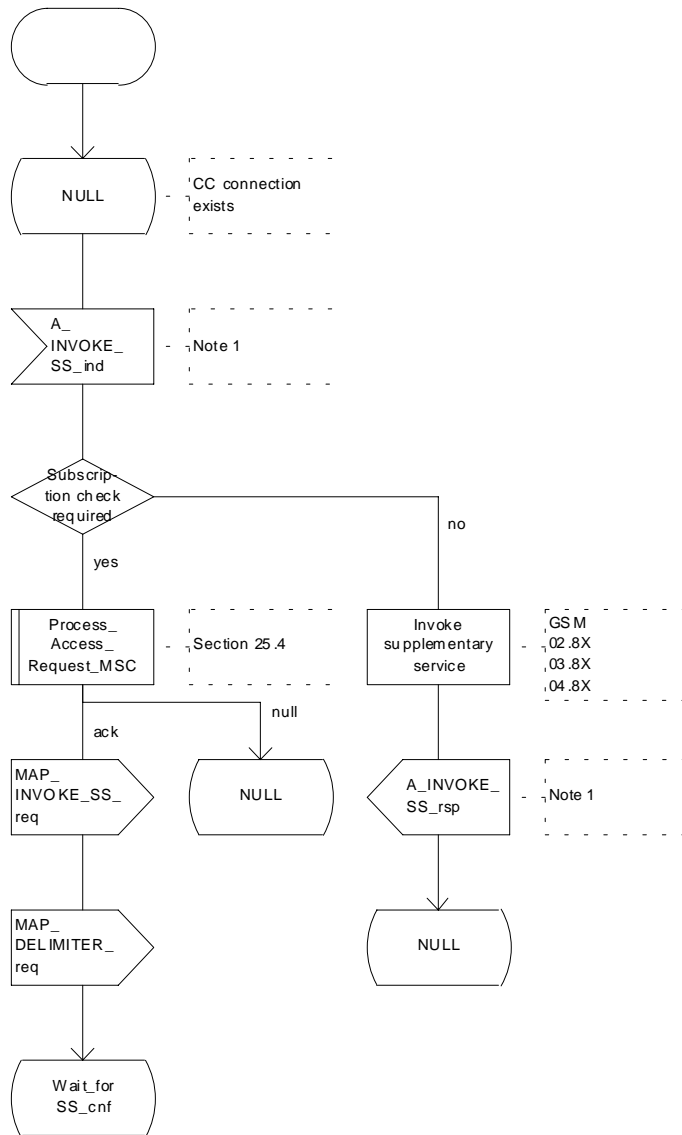 NULL
CC connection
exists
A_
INVOKE_
SS_ind
Note 1
Subscrip-
tion check
required
no
yes
Process_
Access_
Request_MSC
Section 25.4
Invoke
supplementary
service
GSM
02.8X
03.8X
04.8X
null
ack
MAP_
INVOKE_SS_
req
NULL
A_INVOKE_
SS_rsp
Note 1
MAP_
DELIMITER_
req
NULL
Wait_for
SS_cnf